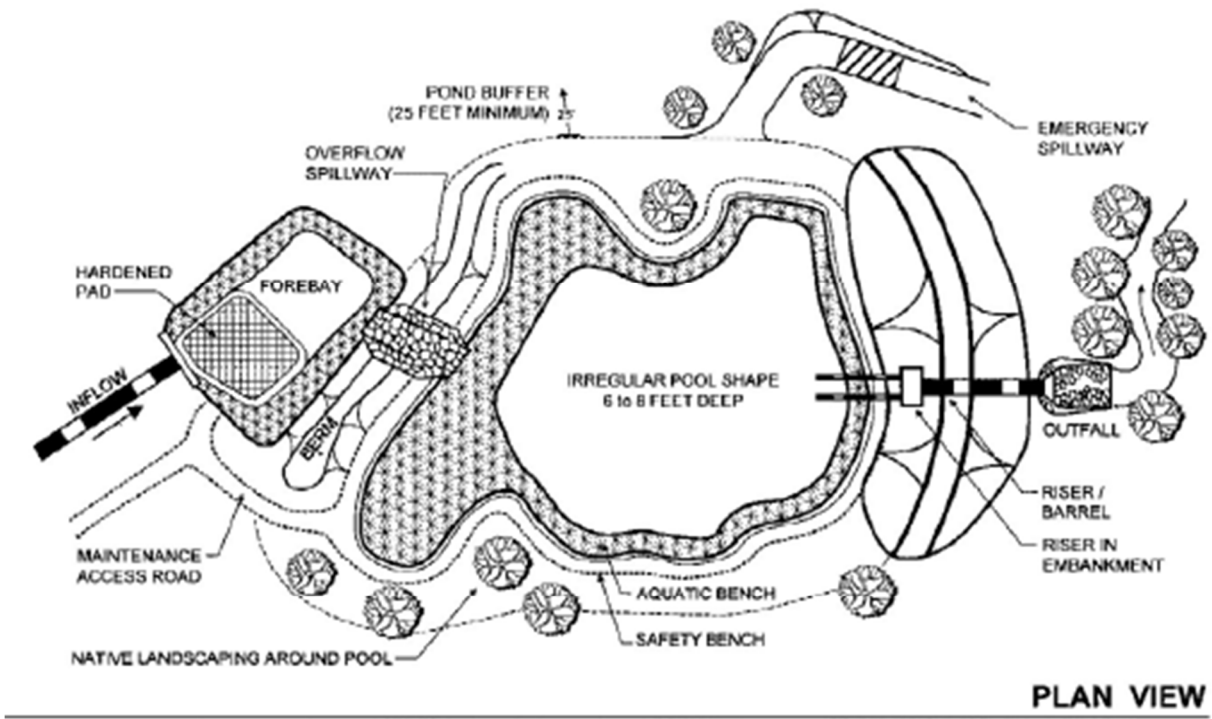 POND BUFFER
(25 FEET MINIMUM) 25'
EMERGENCY
SPILLWAY
OVERFLOW
SPILLWAY
HARDENED
PAD
FOREBAY
INFLOW
BERM
IRREGULAR POOL SHAPE
6 to 8 FEET DEEP
OUTFALL
RISER /
BARREL
RISER IN
EMBANKMENT
MAINTENANCE
ACCESS ROAD
AQUATIC BENCH
SAFETY BENCH
NATIVE LANDSCAPING AROUND POOL
PLAN VIEW